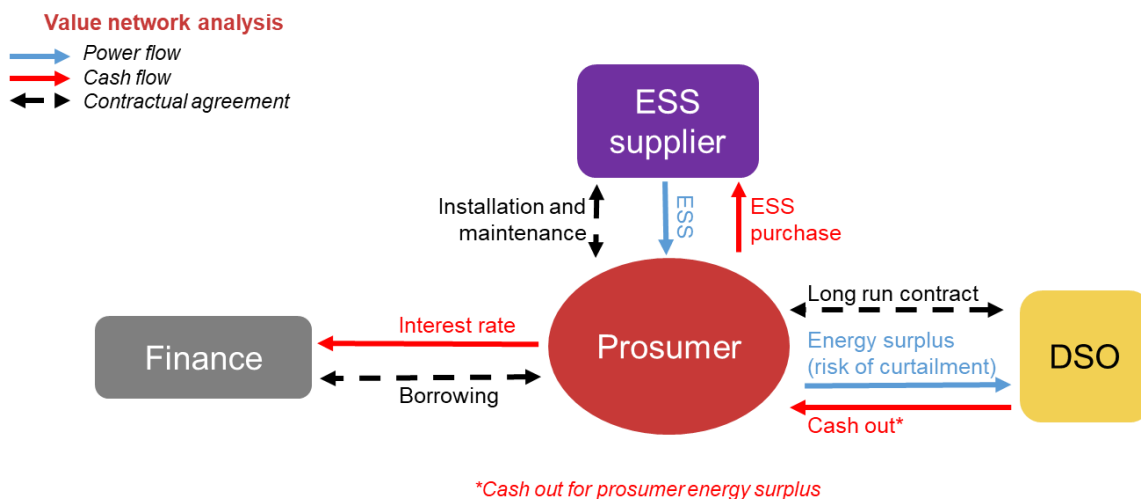 Value network analysis
Power flow
Cash flow
Contractual agreement
ESS
supplier
Installation and
maintenance
ESS
ESS
purchase
Long run contract
Interest rate
Finance
Prosumer
Energy surplus
(risk of curtailment)
DSO
Borrowing
Cash out*
*Cash out for prosumer energy surplus